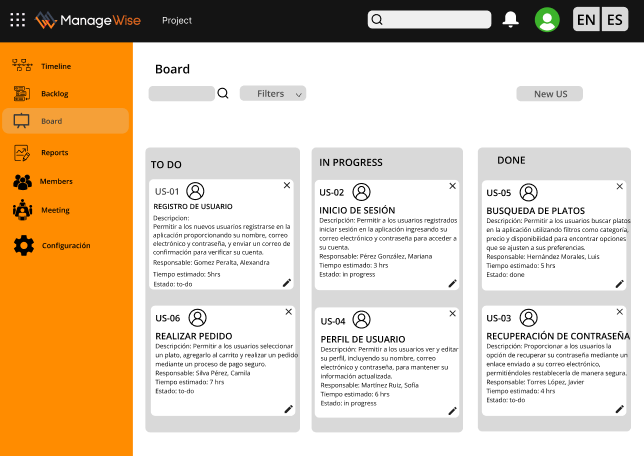 ManageWise
Project
EN ES
Timeline
Backlog
Board
Reports
Members
Meeting
Configuración
Board
Filters
New US
TO DO
US-01
REGISTRO DE USUARIO
Descripcion:
Permitir a los nuevos usuarios registrarse en la
aplicación proporcionando su nombre, correo
electrónico y contraseña, y enviar un correo de
confirmación para verificar su cuenta.
Responsable: Gomez Peralta, Alexandra
Tiempo estimado: 5hrs
Estado: to-do
US-06
REALIZAR PEDIDO
Descripción: Permitir a los usuarios seleccionar
un plato, agregarlo al carrito y realizar un pedido
mediante un proceso de pago seguro.
Responsable: Silva Pérez, Camila
Tiempo estimado: 7 hrs
Estado: to-do
IN PROGRESS
US-02
INICIO DE SESIÓN
Descripción: Permitir a los usuarios registrados
iniciar sesión en la aplicación ingresando su
correo electrónico y contraseña para acceder a
su cuenta.
Responsable: Pérez González, Mariana
Tiempo estimado: 3 hrs
Estado: in progress
US-04
PERFIL DE USUARIO
Descripción: Permitir a los usuarios ver y editar
su perfil, incluyendo su nombre, correo
electrónico y contraseña, para mantener su
información actualizada.
Responsable: Martínez Ruiz, Sofía
Tiempo estimado: 6 hrs
Estado: in progress
DONE
US-05
BUSQUEDA DE PLATOS
Descripción: Permitir a los usuarios buscar platos
en la aplicación utilizando filtros como categoría,
precio y disponibilidad para encontrar opciones
que se ajusten a sus preferencias.
Responsable: Hernández Morales, Luis
Tiempo estimado: 5 hrs
Estado: done
US-03
RECUPERACIÓN DE CONTRASEÑA
Descripción: Proporcionar a los usuarios la
opción de recuperar su contraseña mediante un
enlace enviado a su correo electrónico,
permitiéndoles restablecerla de manera segura.
Responsable: Torres López, Javier
Tiempo estimado: 4 hrs
Estado: to-do